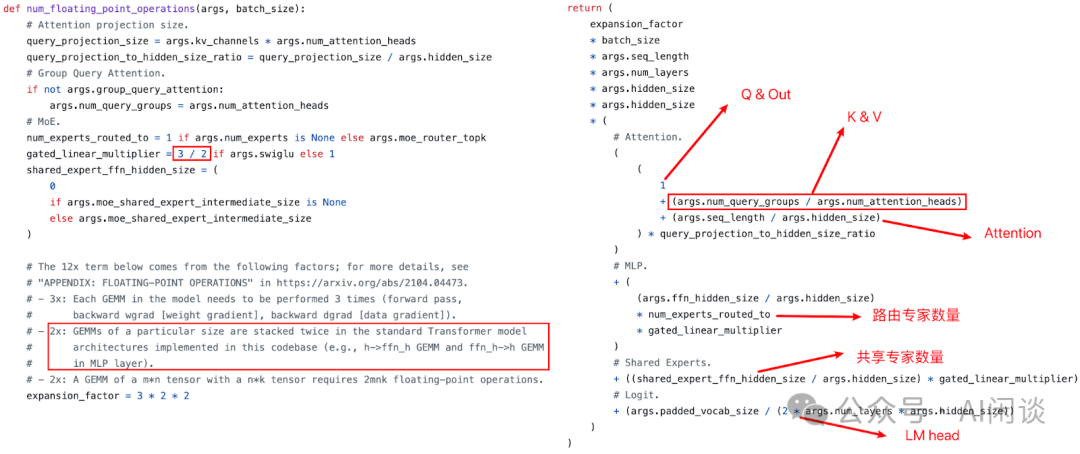 def num_floating_point_operations(args, batch_size):
# Attention projection size.
query_projection_size = args.kv_channels * args.num_attention_heads
query_projection_to_hidden_size_ratio = query_projection_size / args.hidden_size
# Group Query Attention.
if not args.group_query_attention:
args.num_query_groups = args.num_attention_heads
# MoE.
num_experts_routed_to = 1 if args.num_experts is None else args.moe_router_topk
gated_linear_multiplier = 3 / 2 if args.swiglu else 1
shared_expert_ffn_hidden_size = (
0
if args.moe_shared_expert_intermediate_size is None
else args.moe_shared_expert_intermediate_size
)
# The 12x term below comes from the following factors; for more details, see
# "APPENDIX: FLOATING-POINT OPERATIONS" in https://arxiv.org/abs/2104.04473.
# - 3x: Each GEMM in the model needs to be performed 3 times (forward pass,
#       backward wgrad [weight gradient], backward dgrad [data gradient]).
# - 2x: GEMMs of a particular size are stacked twice in the standard Transformer model
#       architectures implemented in this codebase (e.g., h->ffn_h GEMM and ffn_h->h GEMM
#       in MLP layer).
# - 2x: A GEMM of a m*n tensor with a n*k tensor requires 2mnk floating-point operations.
expansion_factor = 3 * 2 * 2
return (
expansion_factor
* batch_size
* args.seq_length
* args.num_layers
* args.hidden_size
* args.hidden_size
* (
Q & Out
K & V
# Attention.
(
(
1
+ (args.num_query_groups / args.num_attention_heads)
+ (args.seq_length / args.hidden_size)
) * query_projection_to_hidden_size_ratio
Attention
)
# MLP.
+ (
(args.ffn_hidden_size / args.hidden_size)
* num_experts_routed_to
路由专家数量
* gated_linear_multiplier
)
共享专家数量
# Shared Experts.
+ ((shared_expert_ffn_hidden_size / args.hidden_size) * gated_linear_multiplier)
# Logit.
+ (args.padded_vocab_size / (2 * args.num_layers * args.hidden_size))
公众号 · AI闲谈
)
LM head
)